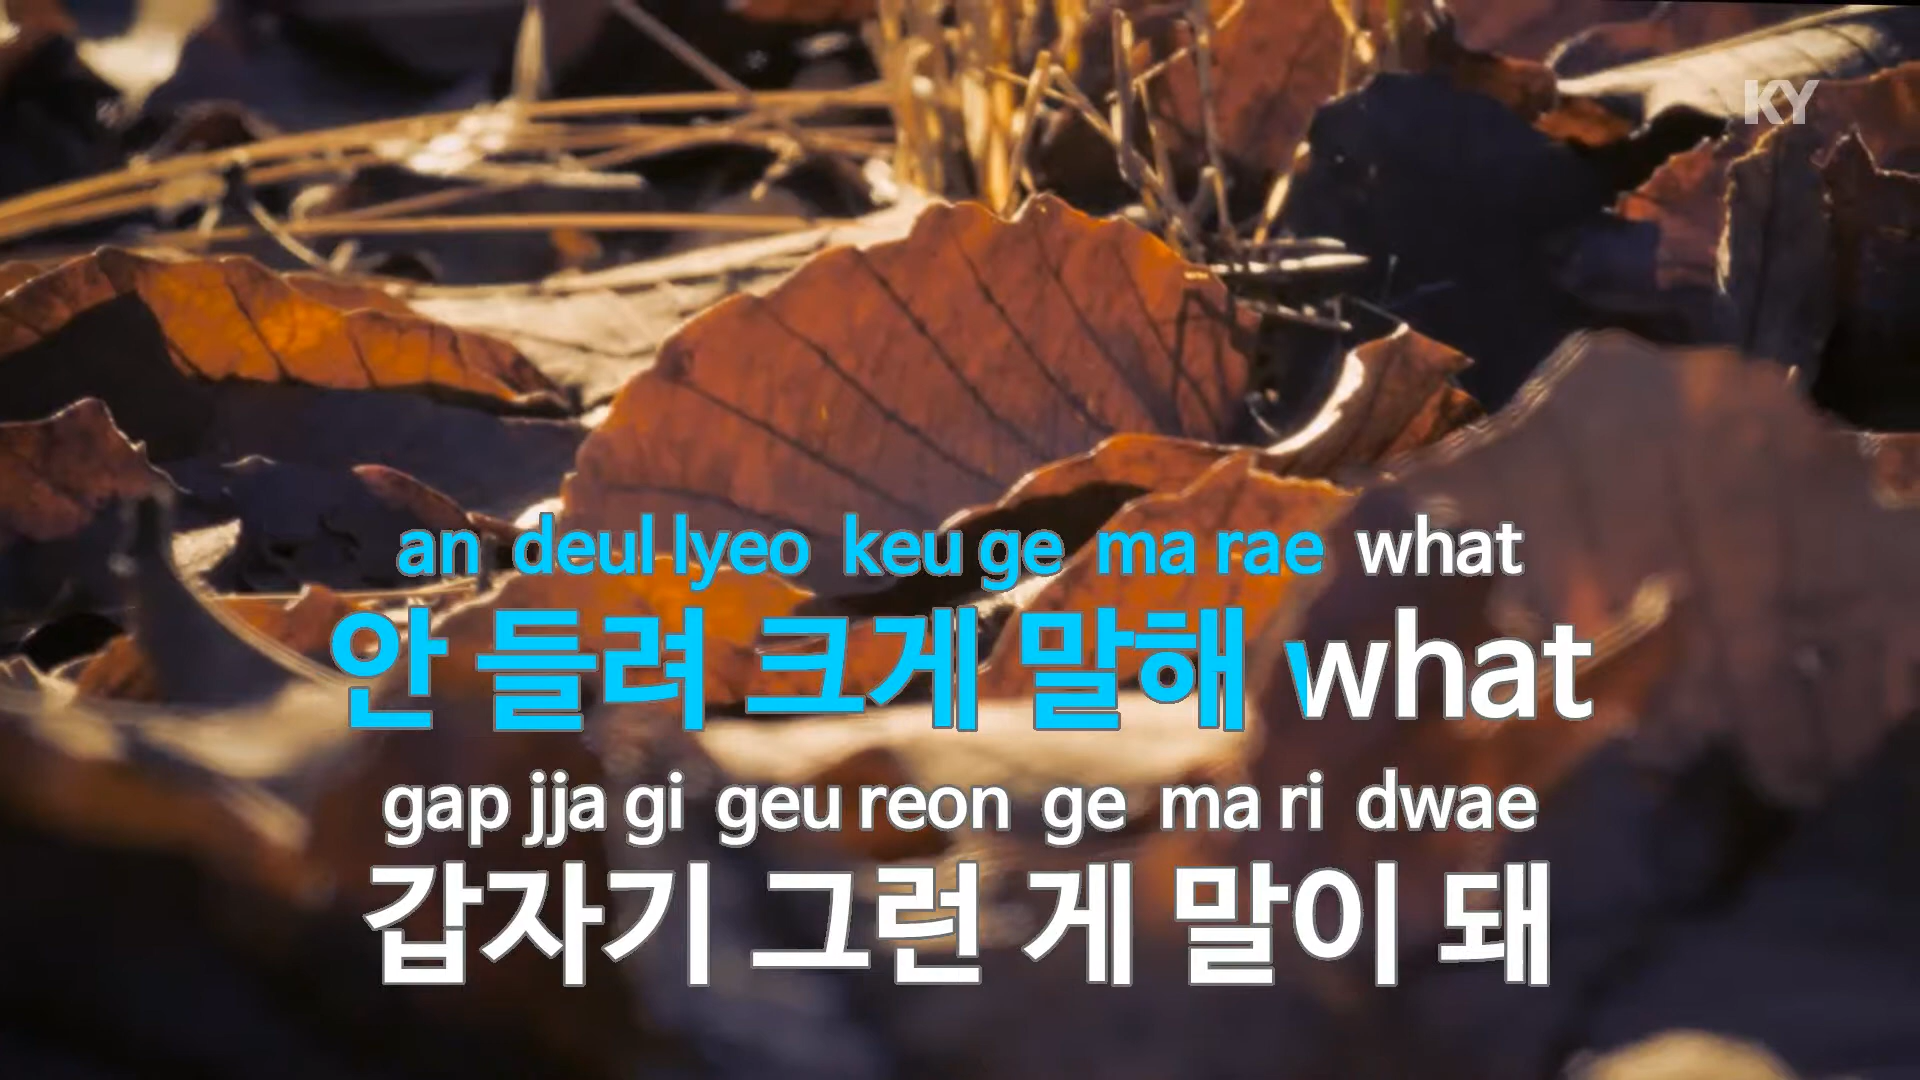 KY
an deul lyeo keu ge ma rae what
안 들려 크게 말해 what
gap jja gi geu reon ge ma ri dwae
갑자기 그런 게 말이 돼